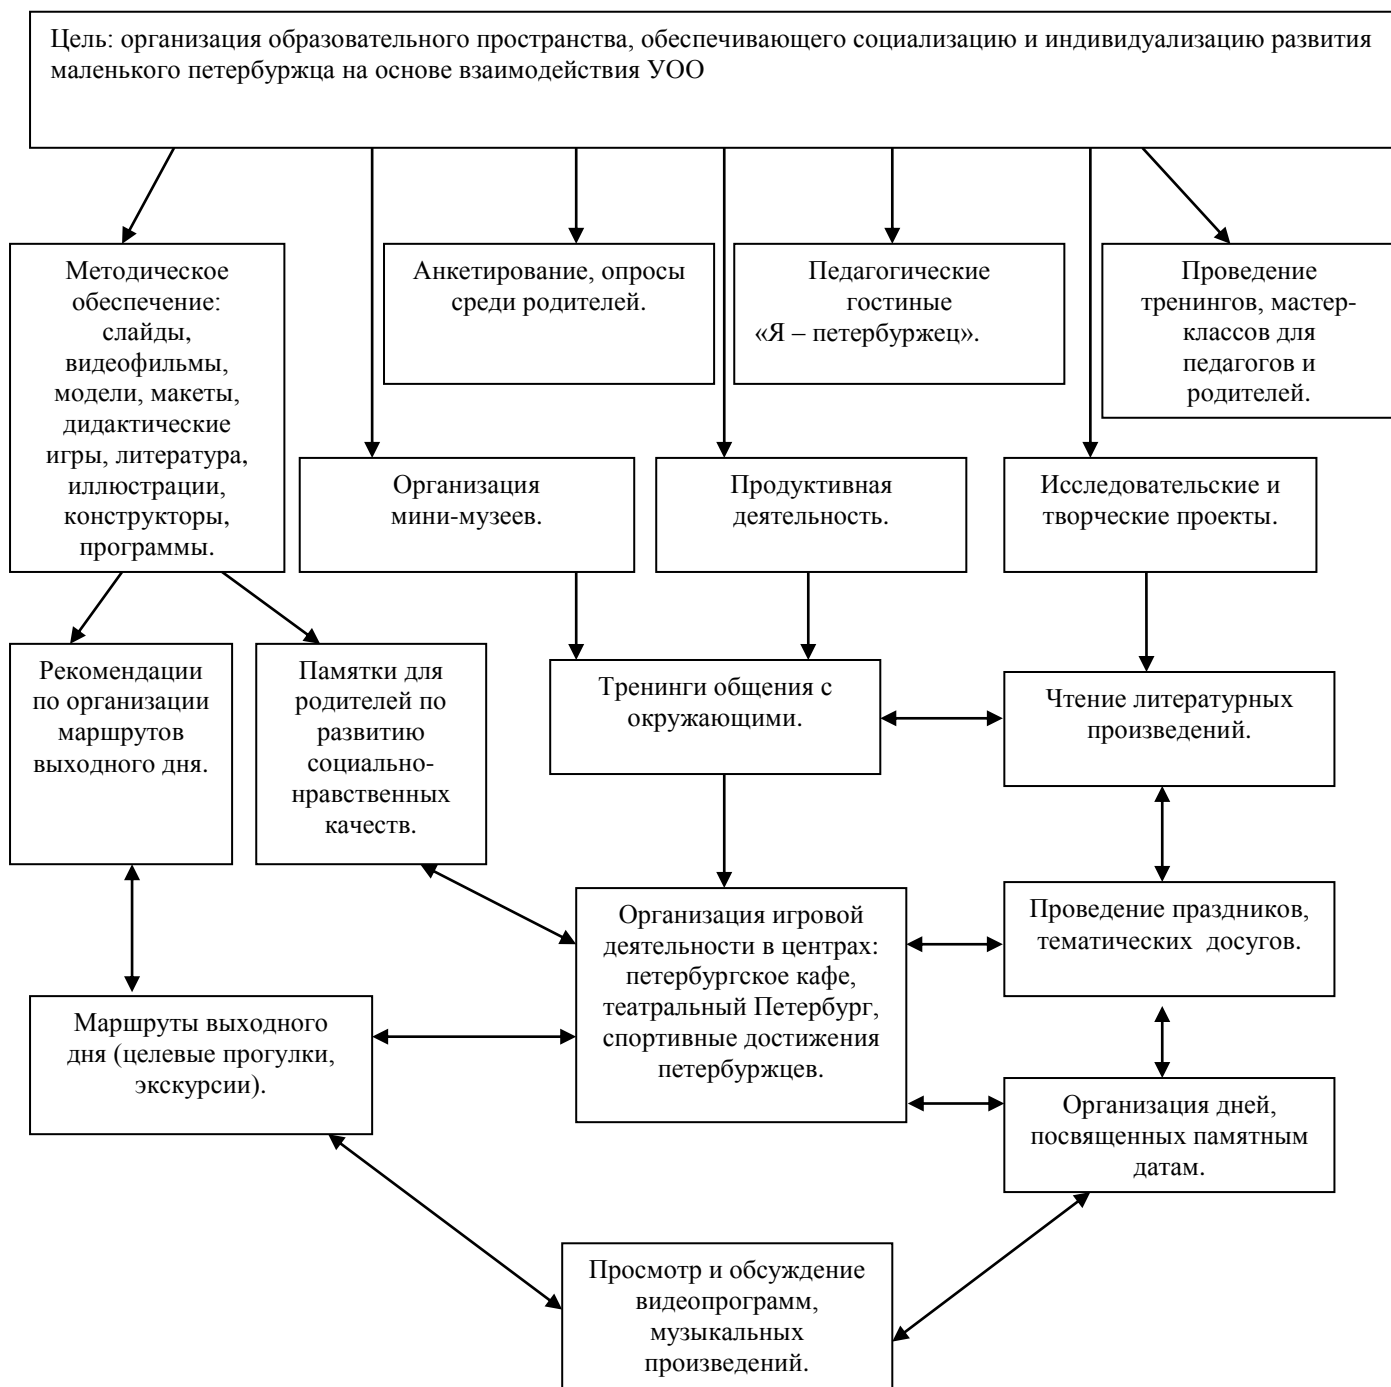 Цель: организация образовательного пространства, обеспечивающего социализацию и индивидуализацию развития
маленького петербуржца на основе взаимодействия УОО
Методическое
обеспечение:
слайды,
видеофильмы,
модели, макеты,
дидактические
игры, литература,
иллюстрации,
конструкторы,
программы.
Анкетирование, опросы
среди родителей.
Педагогические
гостиные
«Я – петербуржец».
Проведение
тренингов, мастер-
классов для
педагогов и
родителей.
Организация
мини-музеев.
Продуктивная
деятельность.
Исследовательские и
творческие проекты.
Рекомендации
по организации
маршрутов
выходного дня.
Памятки для
родителей по
развитию
социально-
нравственных
качеств.
Тренинги общения с
окружающими.
Чтение литературных
произведений.
Организация игровой
деятельности в центрах:
петербургское кафе,
театральный Петербург,
спортивные достижения
петербуржцев.
Проведение праздников,
тематических досугов.
Маршруты выходного
дня (целевые прогулки,
экскурсии).
Организация дней,
посвященных памятным
датам.
Просмотр и обсуждение
видеопрограмм,
музыкальных
произведений.